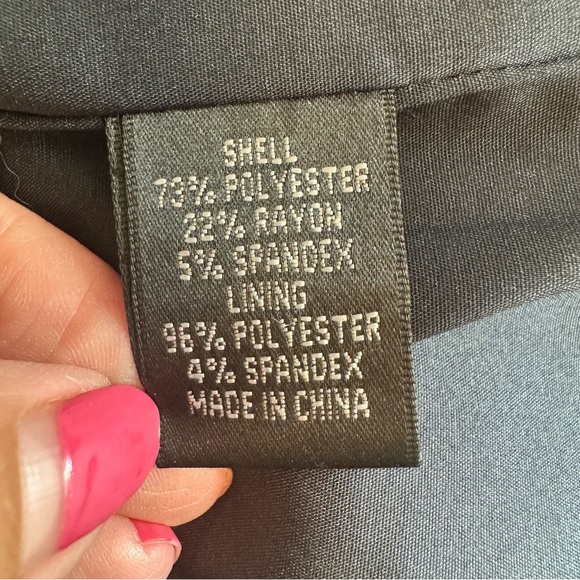 SHELL
73% POLYESTER
22% RAYON
5% SPANDEX
LINING
96% POLYESTER
4% SPANDEX
MADE IN CHINA